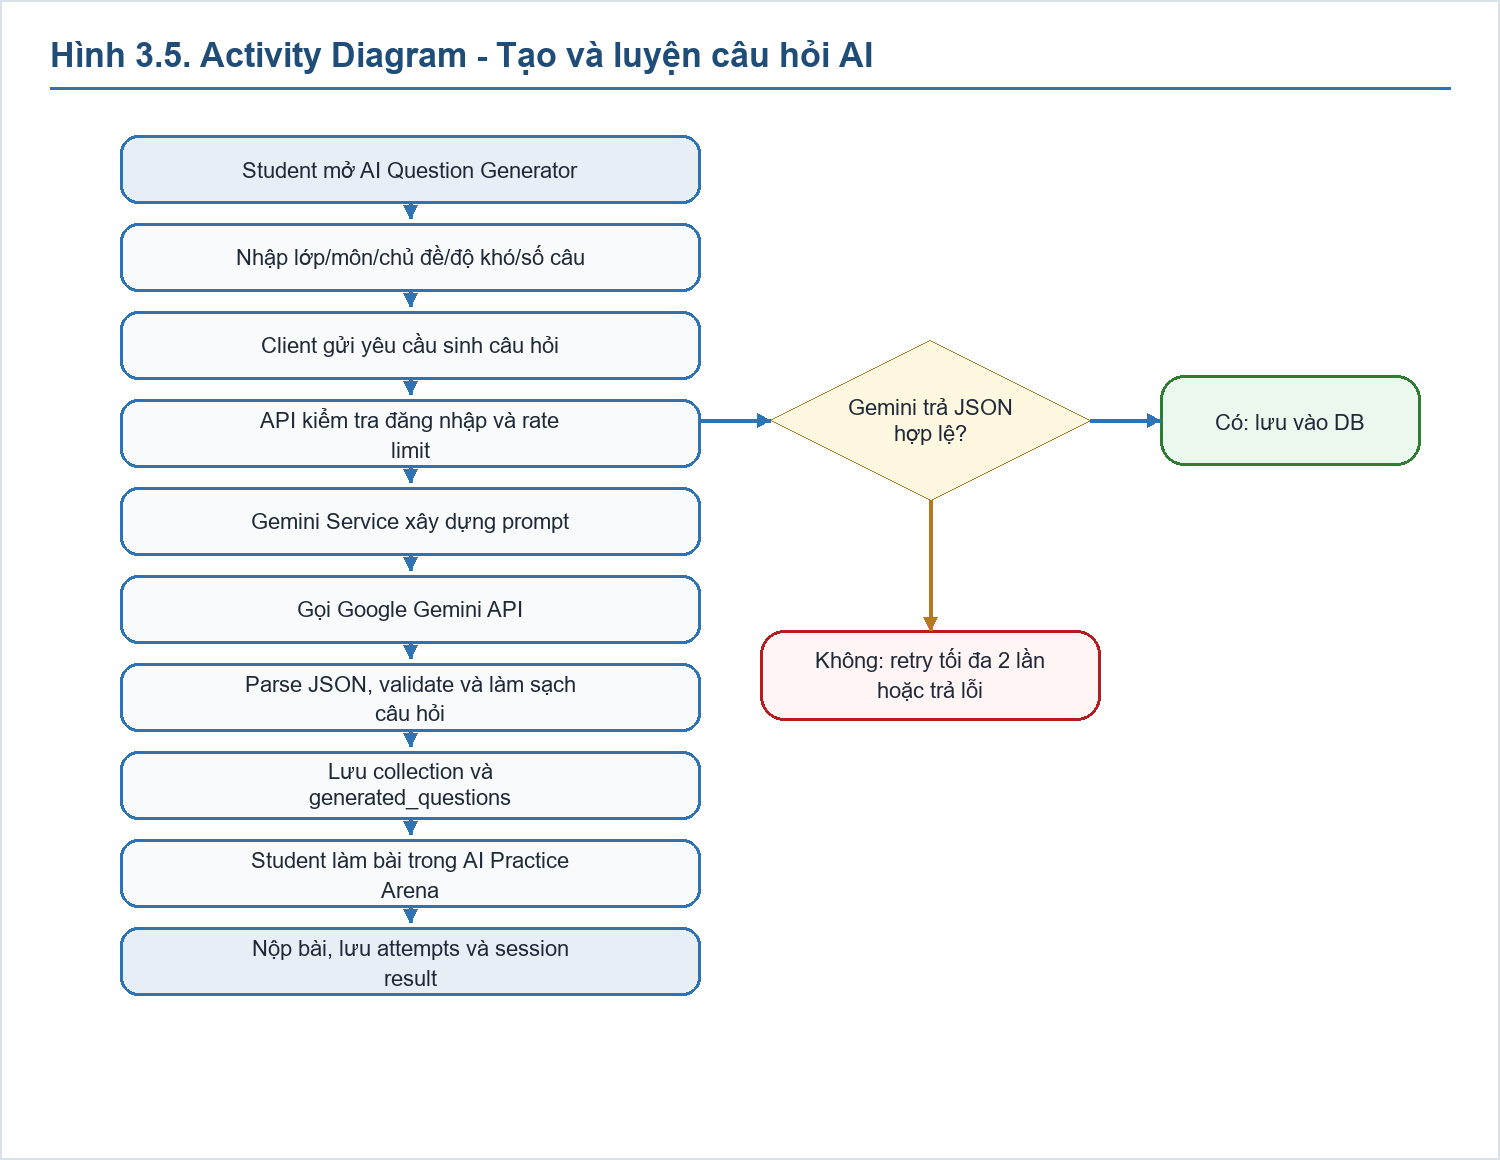 Hình 3.5. Activity Diagram - Tạo và luyện câu hỏi AI
Student mở AI Question Generator
Nhập lớp/môn/chủ đề/độ khó/số câu
Client gửi yêu cầu sinh câu hỏi
API kiểm tra đăng nhập và rate
limit
Gemini Service xây dựng prompt
Gọi Google Gemini API
Parse JSON, validate và làm sạch
câu hỏi
Lưu collection và
generated_questions
Student làm bài trong AI Practice
Arena
Nộp bài, lưu attempts và session
result
Gemini trả JSON
hợp lệ?
Có: lưu vào DB
Không: retry tối đa 2 lần
hoặc trả lỗi